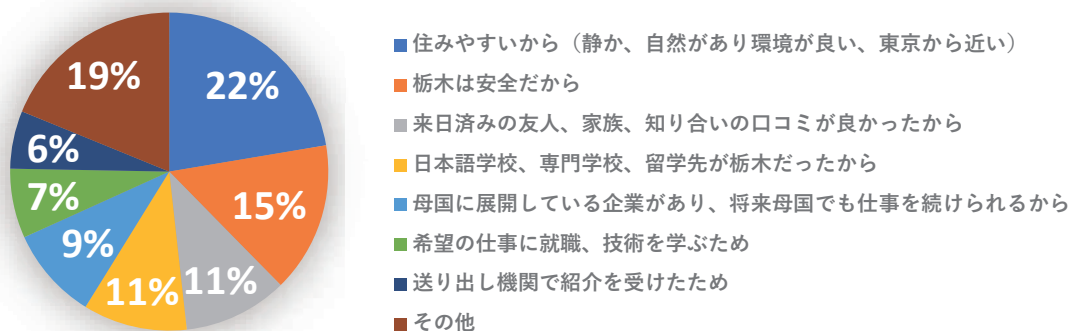 22%
15%
11%
11%
9%
7%
6%
19%
住みやすいから（静か、自然があり環境が良い、東京から近い）
栃木は安全だから
来日済みの友人、家族、知り合いの口コミが良かったから
日本語学校、専門学校、留学先が栃木だったから
母国に展開している企業があり、将来母国でも仕事を続けられるから
希望の仕事に就職、技術を学ぶため
送り出し機関で紹介を受けたため
その他